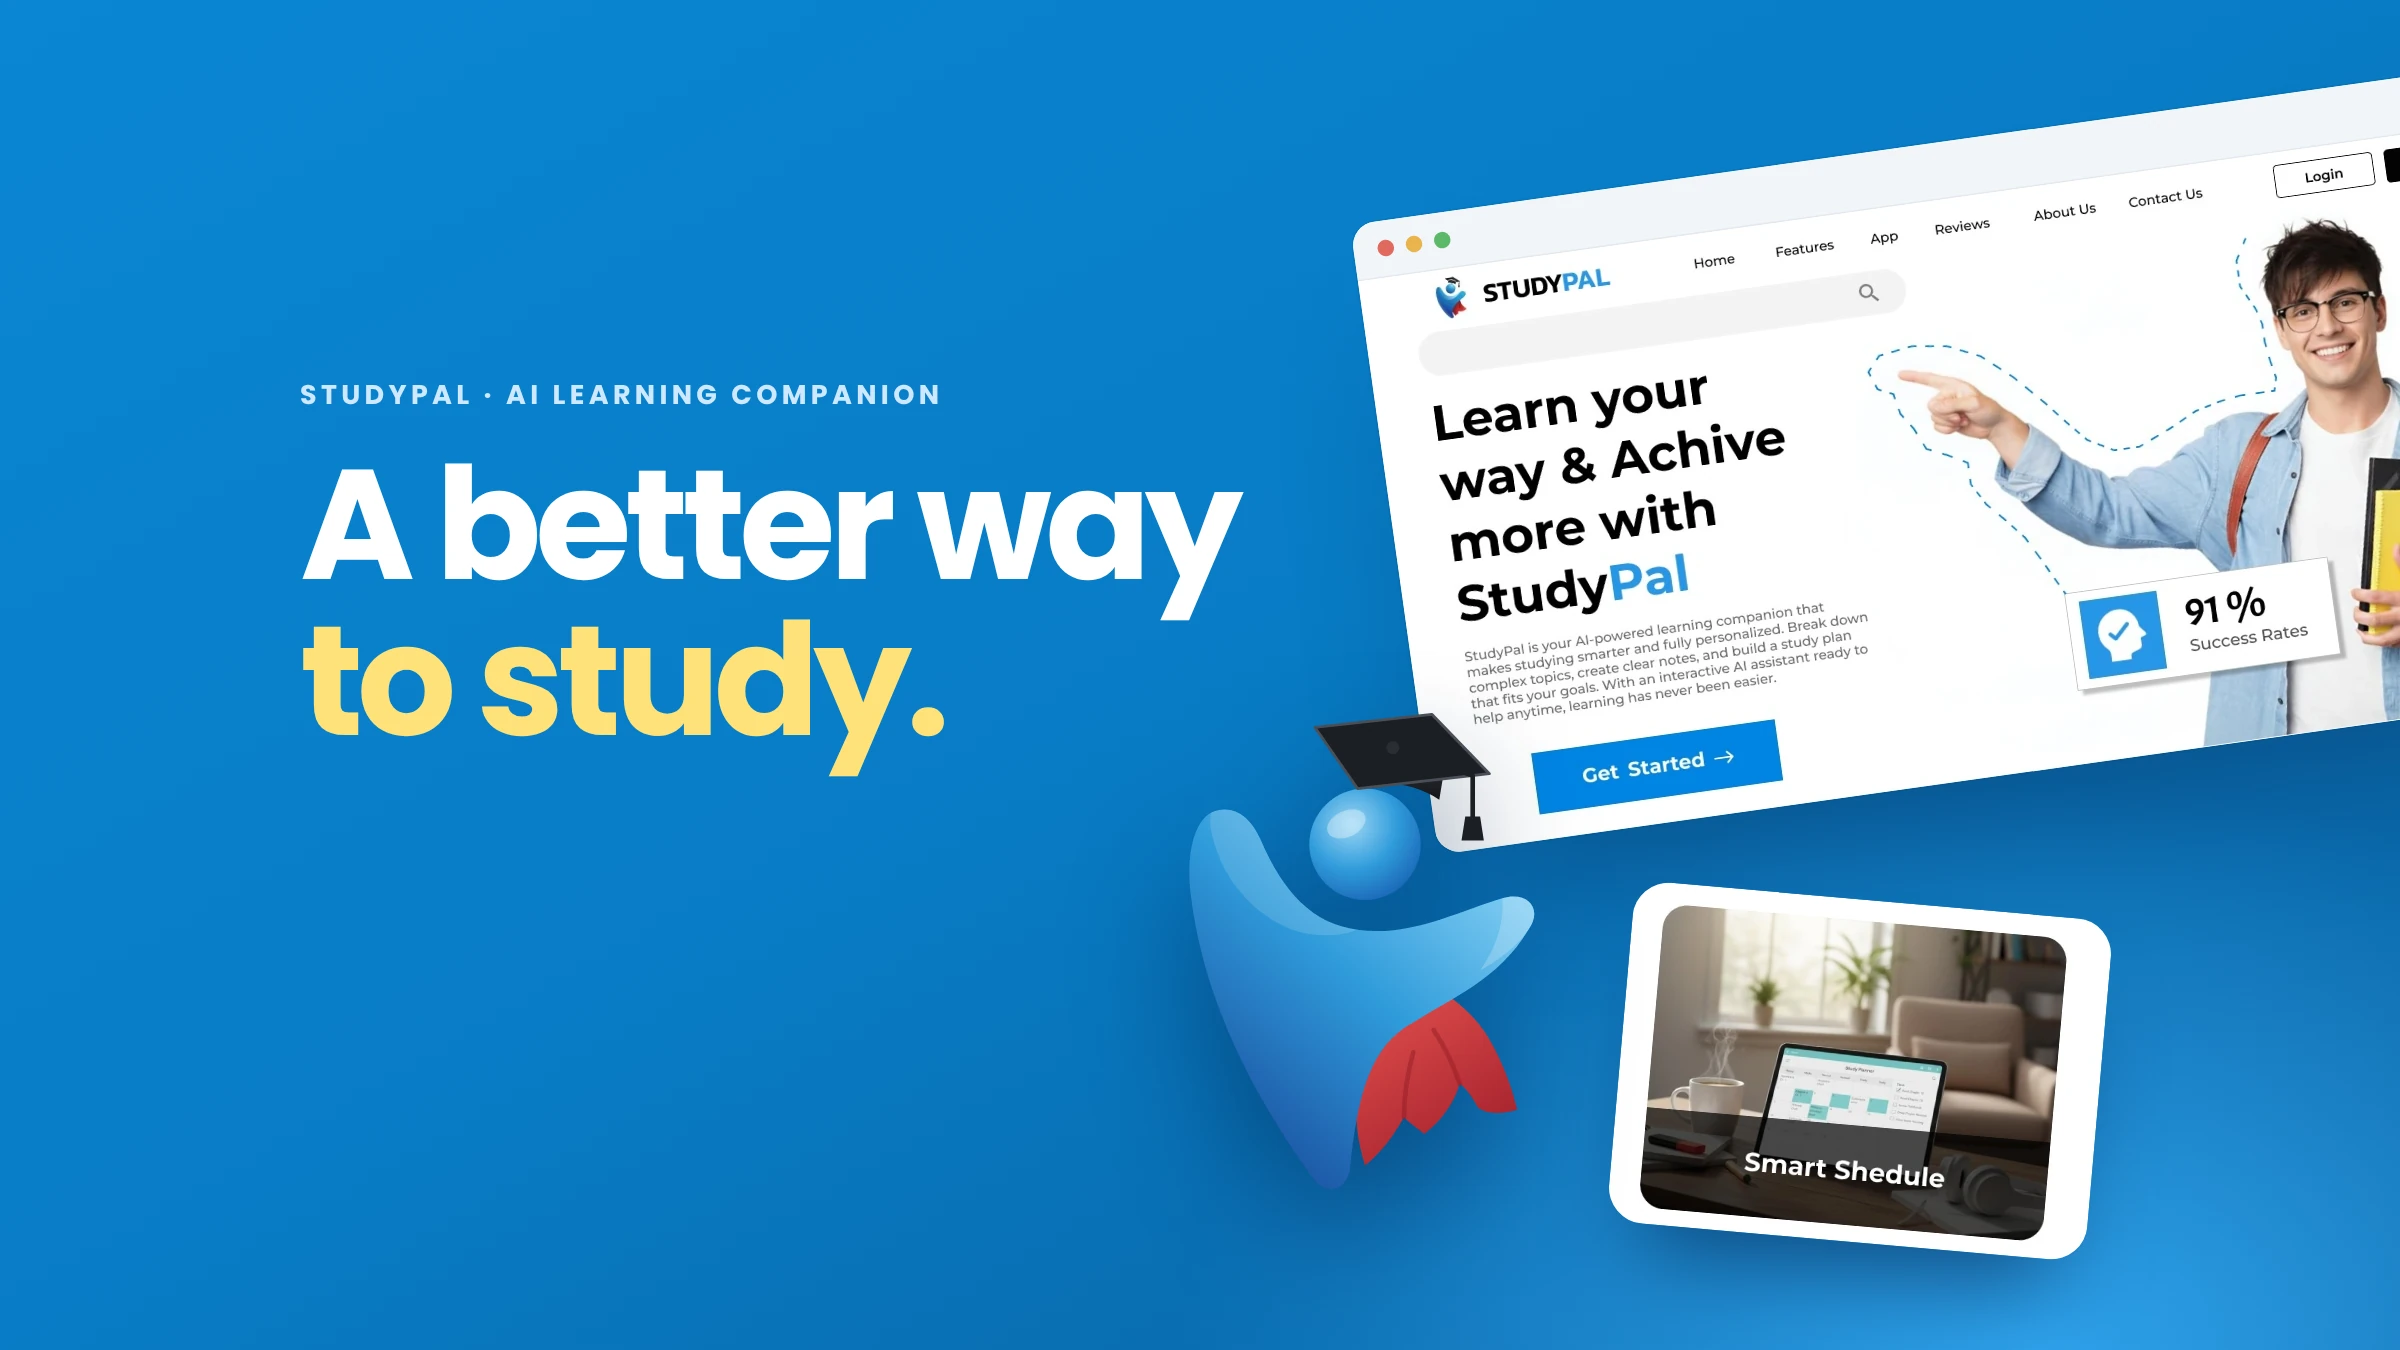 STUDYPAL · AI LEARNING COMPANION
A better way
to study.
STUDYPAL
Home
Features
App
Reviews
About Us
Contact Us
Login
Learn your
way & Achive
more with
StudyPal
StudyPal is your AI-powered learning companion that
makes studying smarter and fully personalized. Break down
complex topics, create clear notes, and build a study plan
that fits your goals. With an interactive AI assistant ready to
help anytime, learning has never been easier.
Get Started →
91 %
Success Rates
Study Planner
Smart Shedule